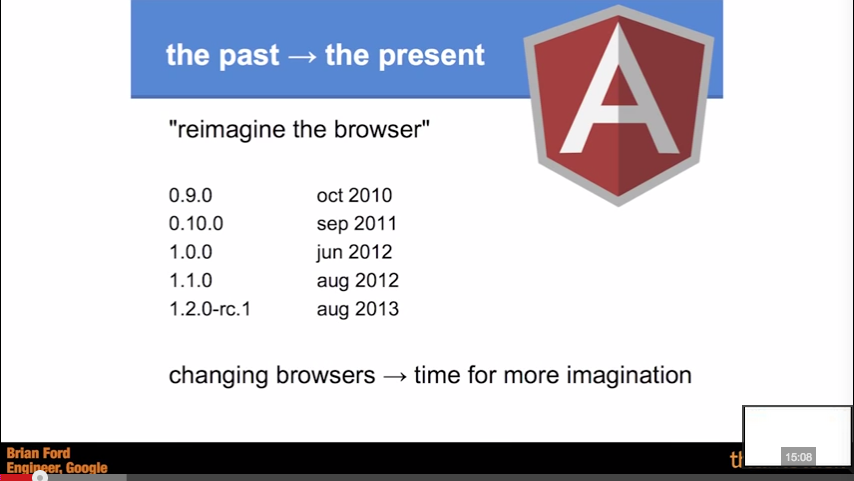 the past → the present
"reimagine the browser"
0.9.0 oct 2010
0.10.0 sep 2011
1.0.0 jun 2012
1.1.0 aug 2012
1.2.0-rc.1 aug 2013
changing browsers → time for more imagination
Brian Ford
Engineer, Google
15:08